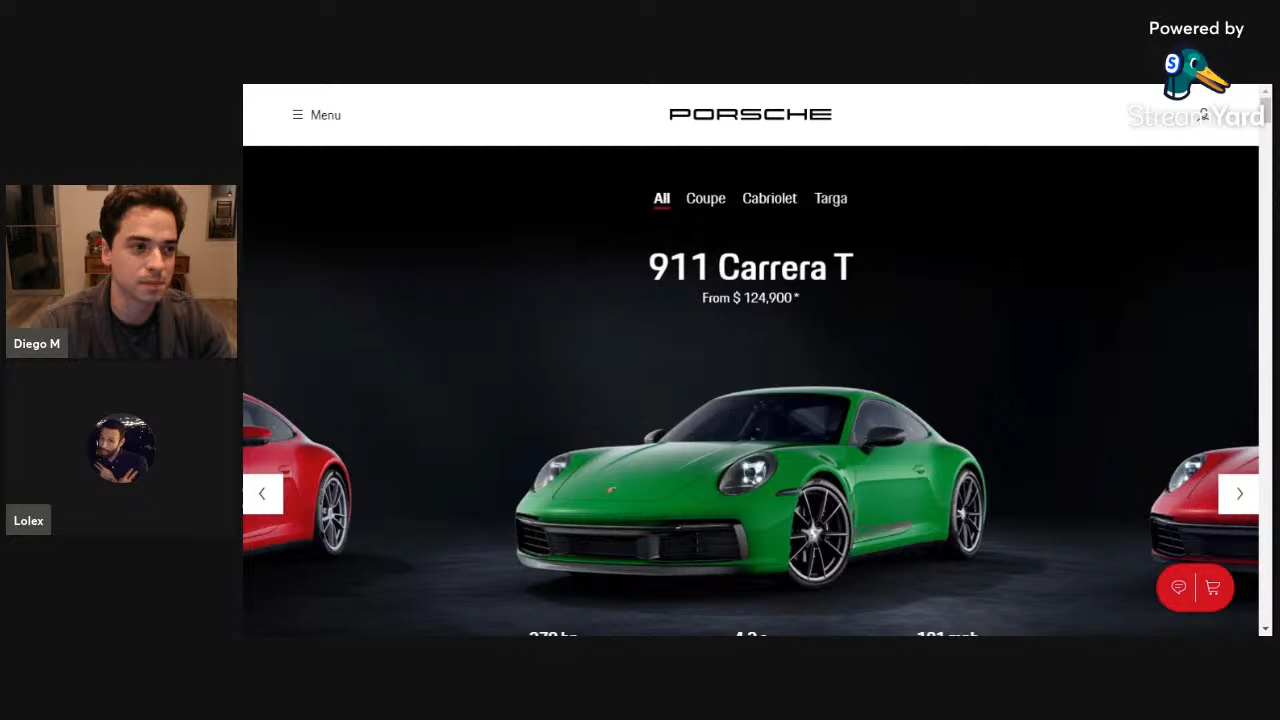 Powered by
S
StreamYard
Menu
PORSCHE
All Coupe Cabriolet Targa
911 Carrera T
From $ 124,900*
Diego M
Lolex